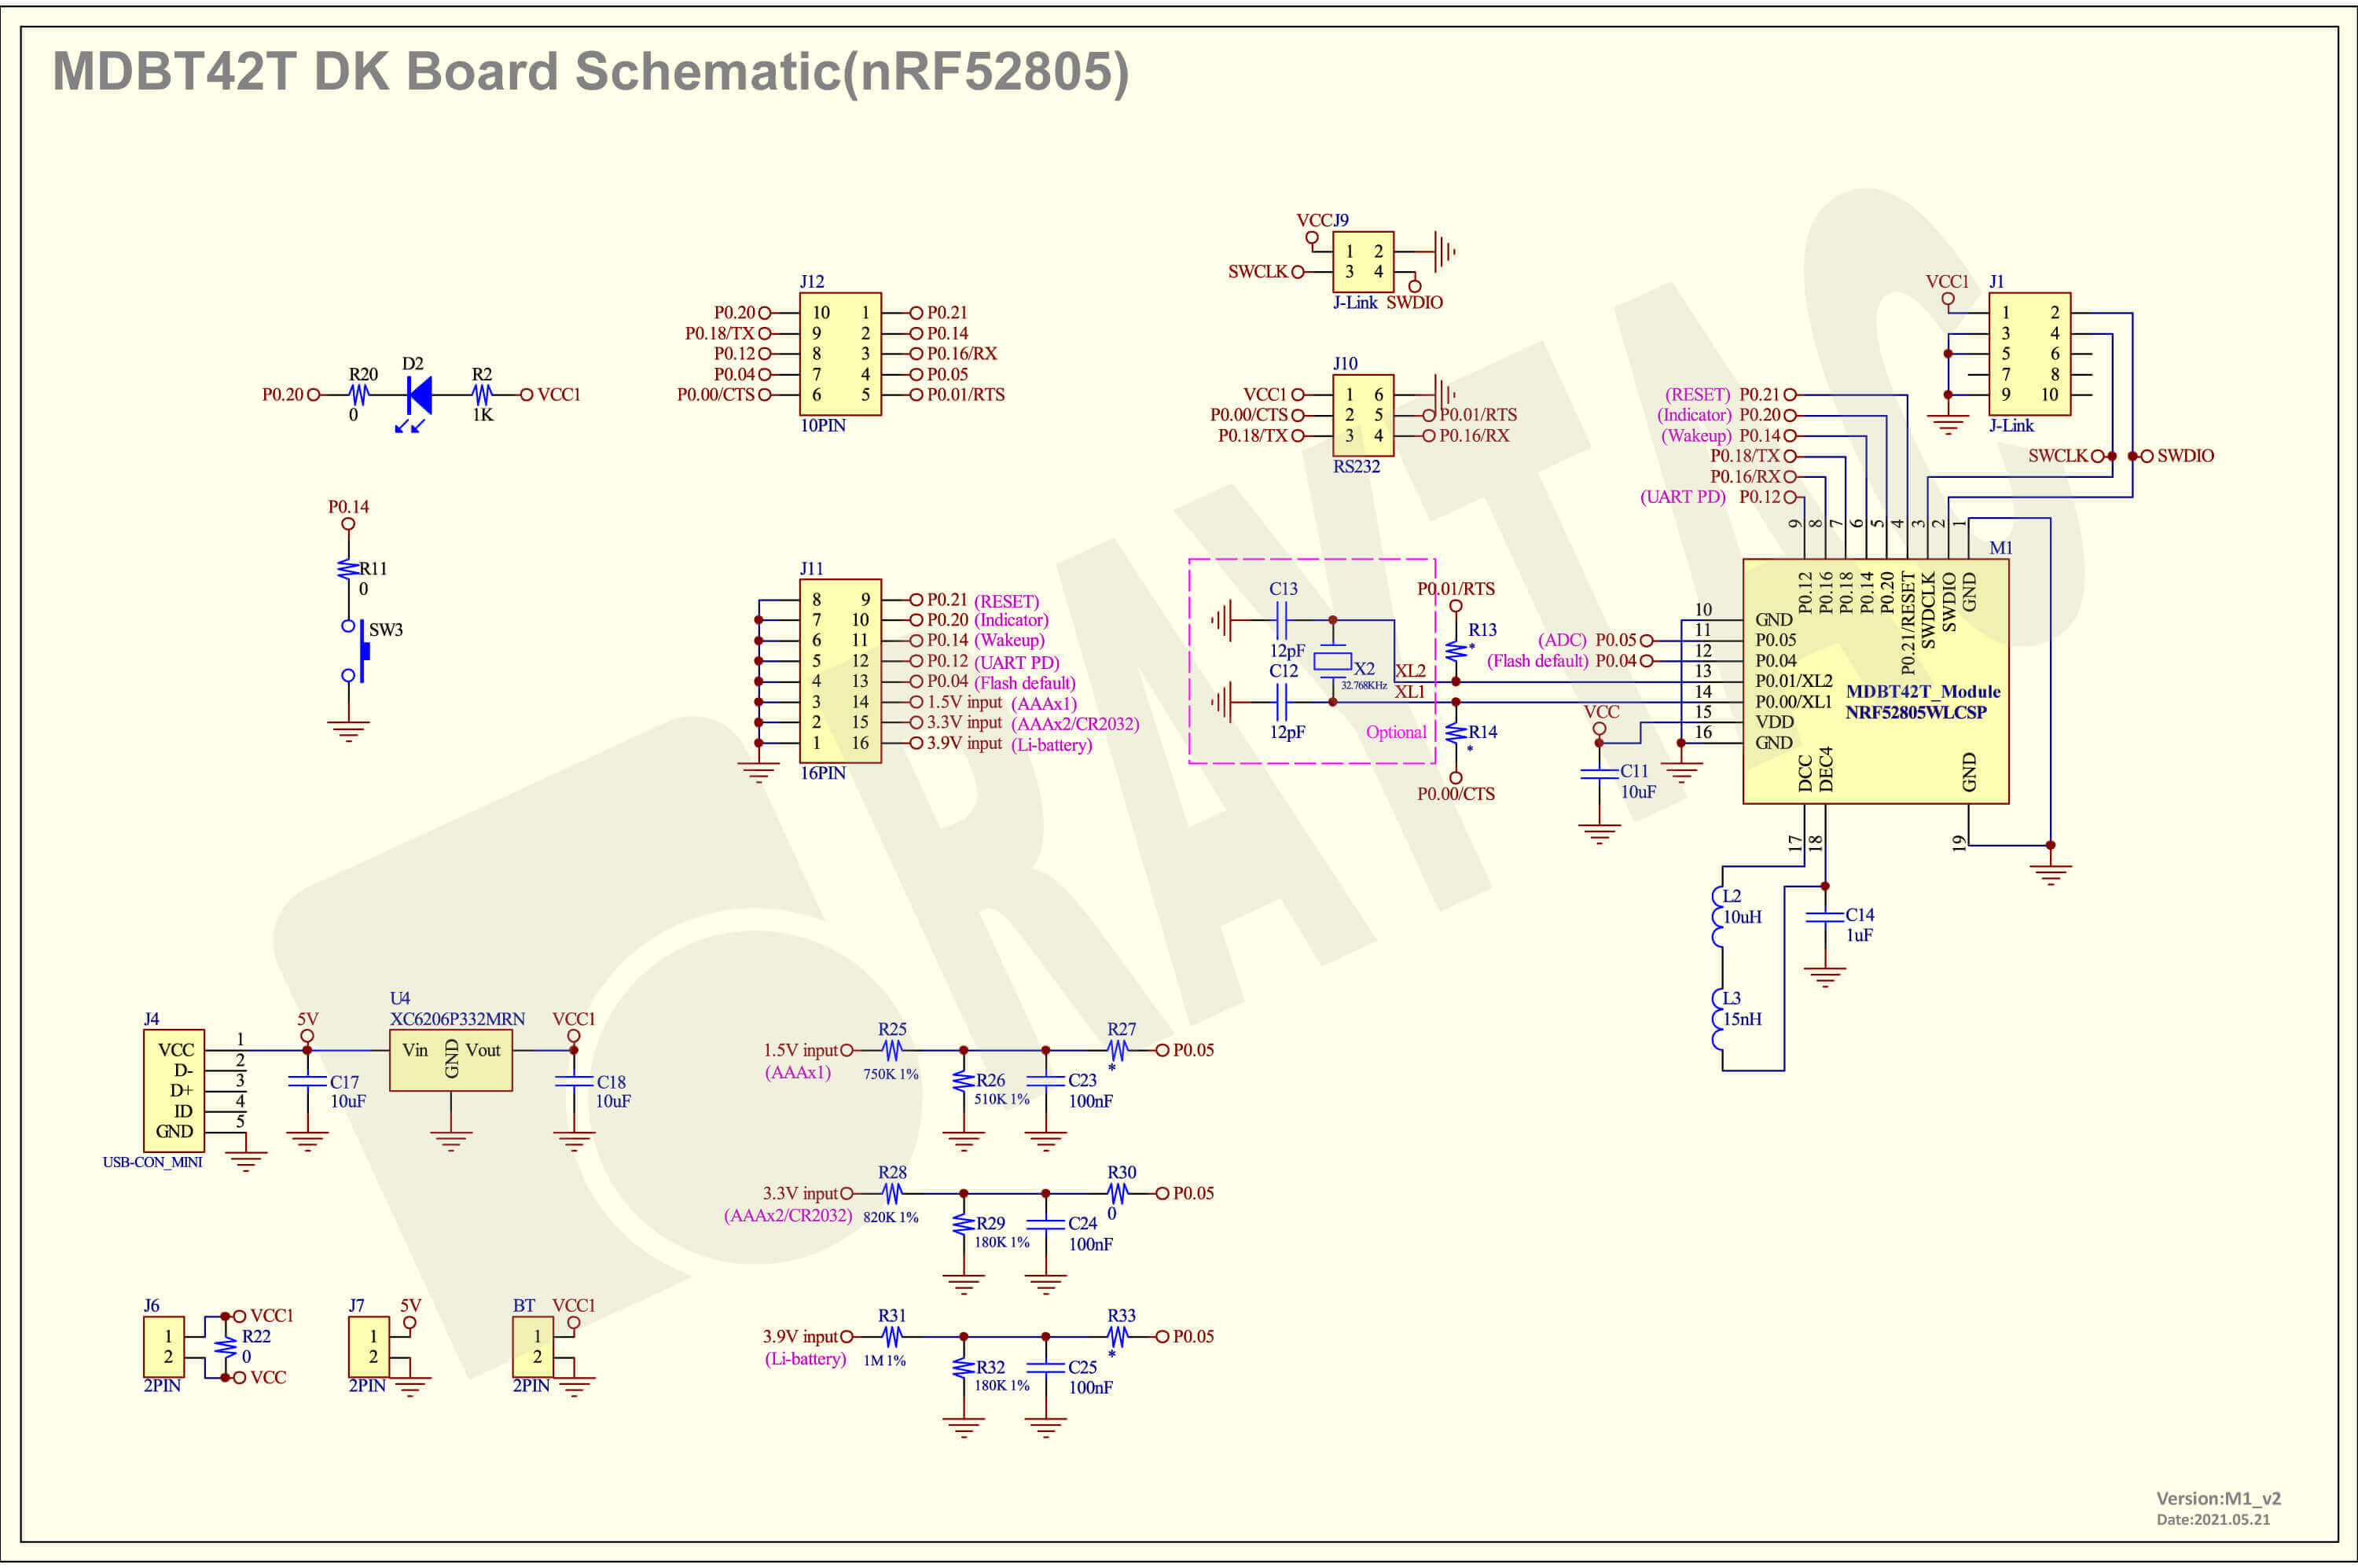 MDBT42T DK Board Schematic(nRF52805)
P0.20
R20
0
D2
R2
1K
VCC1
P0.14
R11
0
SW3
J12
P0.20 10 1 P0.21
P0.18/TX 9 2 P0.14
P0.12 8 3 P0.16/RX
P0.04 7 4 P0.05
P0.00/CTS 6 5 P0.01/RTS
10PIN
J11
8 9 P0.21 (RESET)
7 10 P0.20 (Indicator)
6 11 P0.14 (Wakeup)
5 12 P0.12 (UART PD)
4 13 P0.04 (Flash default)
3 14 1.5V input (AAAx1)
2 15 3.3V input (AAAx2/CR2032)
1 16 3.9V input (Li-battery)
16PIN
VCC J9
1 2
SWCLK 3 4
J-Link SWDIO
J10
VCC1 1 6
P0.00/CTS 2 5 P0.01/RTS
P0.18/TX 3 4 P0.16/RX
RS232
C13
12pF
C12
12pF
X2
32.768KHz
XL2
XL1
Optional
P0.01/RTS
R13
*
R14
*
P0.00/CTS
VCC1 J1
1 2
3 4
5 6
7 8
9 10
J-Link
SWCLK SWDIO
(RESET) P0.21
(Indicator) P0.20
(Wakeup) P0.14
P0.18/TX
P0.16/RX
(UART PD) P0.12
9 8 7 6 5 4 3 2 1
M1
P0.12 P0.16 P0.18 P0.14 P0.20 P0.21/RESET SWDCLK SWDIO GND
10 GND
(ADC) P0.05 11 P0.05
(Flash default) P0.04 12 P0.04
13 P0.01/XL2
14 P0.00/XL1
15 VDD
16 GND
MDBT42T_Module
NRF52805WLCSP
DCC DEC4 GND
17 18 19
VCC
C11
10uF
L2
10uH
L3
15nH
C14
1uF
J4
VCC 1
D- 2
D+ 3
ID 4
GND 5
USB-CON_MINI
5V
C17
10uF
U4
XC6206P332MRN
Vin GND Vout
VCC1
C18
10uF
1.5V input
(AAAx1)
R25
750K 1%
R26
510K 1%
C23
100nF
R27
*
P0.05
3.3V input
(AAAx2/CR2032)
R28
820K 1%
R29
180K 1%
C24
100nF
R30
0
P0.05
3.9V input
(Li-battery)
R31
1M 1%
R32
180K 1%
C25
100nF
R33
*
P0.05
J6
1
2
2PIN
VCC1
R22
0
VCC
J7
5V
1
2
2PIN
BT
VCC1
1
2
2PIN
RAYTAC
Version:M1_v2
Date:2021.05.21